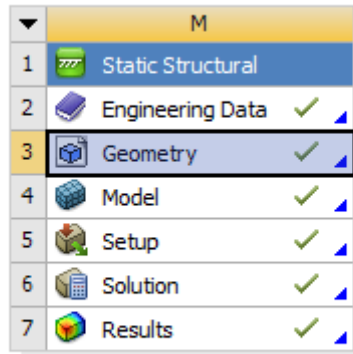 M
1 Static Structural
2 Engineering Data
3 Geometry
4 Model
5 Setup
6 Solution
7 Results